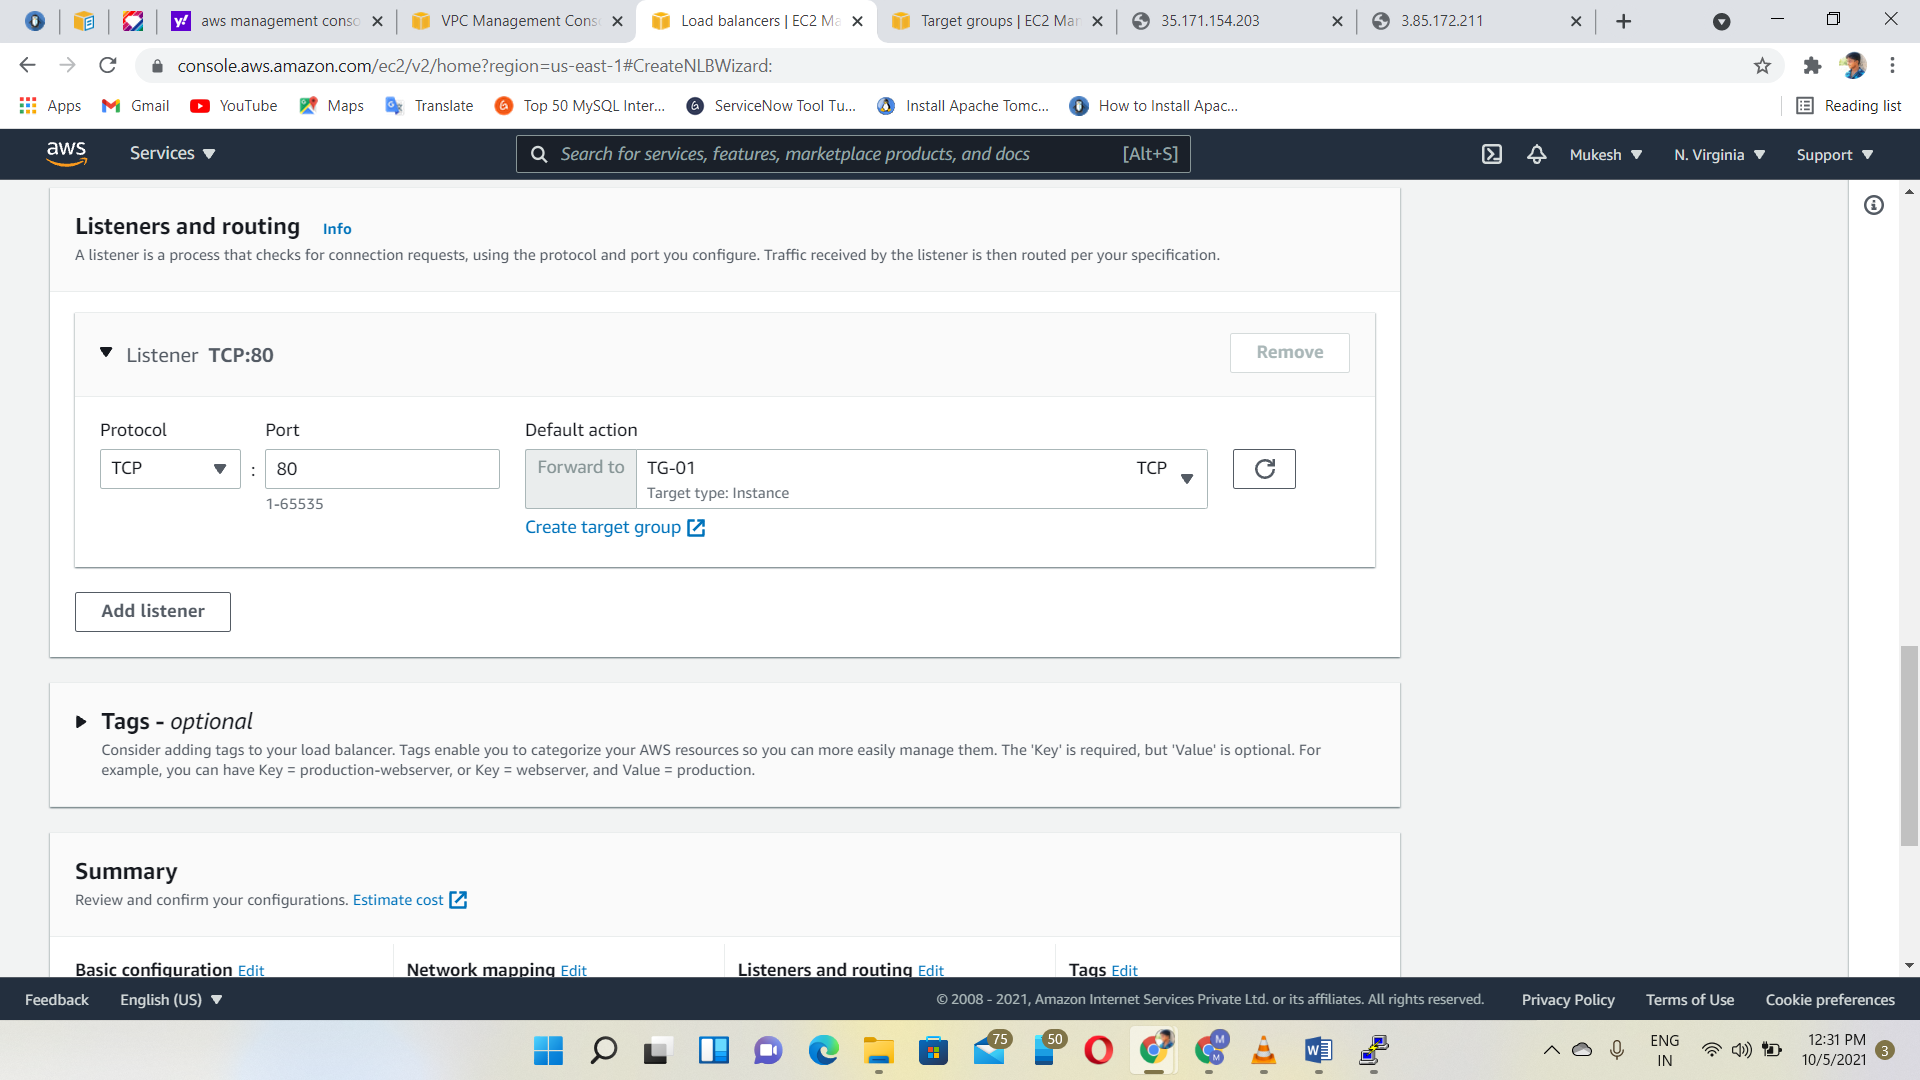 aws management conso
VPC Management Cons
Load balancers | EC2 Ma
Target groups | EC2 Mar
35.171.154.203
3.85.172.211
console.aws.amazon.com/ec2/v2/home?region=us-east-1#CreateNLBWizard:
Apps
Gmail
YouTube
Maps
Translate
Top 50 MySQL Inter...
ServiceNow Tool Tu...
Install Apache Tomc...
How to Install Apac...
Reading list
aws
Services
Search for services, features, marketplace products, and docs
[Alt+S]
Mukesh
N. Virginia
Support
Listeners and routing Info
A listener is a process that checks for connection requests, using the protocol and port you configure. Traffic received by the listener is then routed per your specification.
Listener TCP:80
Remove
Protocol
Port
Default action
TCP
:
80
1-65535
Forward to
TG-01
TCP
Target type: Instance
Create target group
Add listener
Tags - optional
Consider adding tags to your load balancer. Tags enable you to categorize your AWS resources so you can more easily manage them. The 'Key' is required, but 'Value' is optional. For
example, you can have Key = production-webserver, or Key = webserver, and Value = production.
Summary
Review and confirm your configurations. Estimate cost
Basic configuration Edit
Network mapping Edit
Listeners and routing Edit
Tags Edit
Feedback
English (US)
© 2008 - 2021, Amazon Internet Services Private Ltd. or its affiliates. All rights reserved.
Privacy Policy
Terms of Use
Cookie preferences
75
50
M
M
ENG
IN
12:31 PM
10/5/2021
3